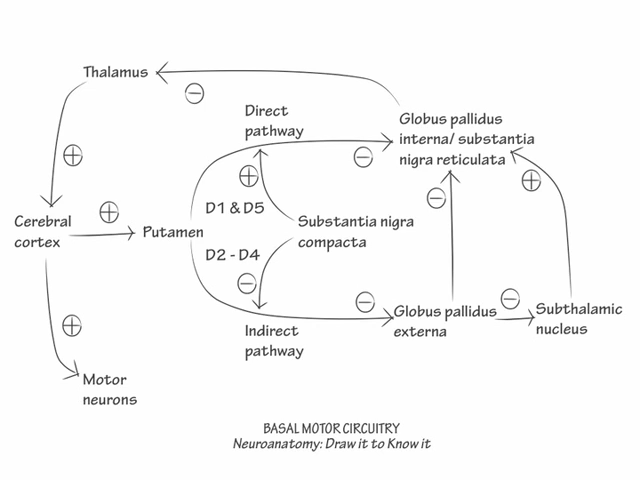 Thalamus
Direct
pathway
Globus pallidus
interna/ substantia
nigra reticulata
D1 & D5
Cerebral
cortex
Putamen
Substantia nigra
compacta
D2 - D4
Globus pallidus
externa
Subthalamic
nucleus
Indirect
pathway
Motor
neurons
BASAL MOTOR CIRCUITRY
Neuroanatomy: Draw it to Know it